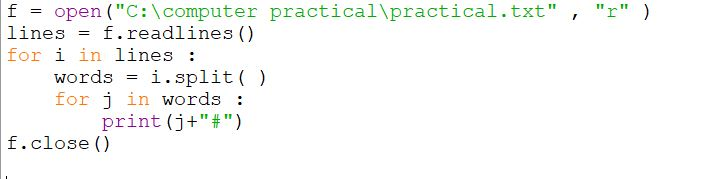 f = open("C:\computer practical\practical.txt" , "r" )
lines = f.readlines()
for i in lines :
    words = i.split( )
    for j in words :
        print(j+"#")
f.close()